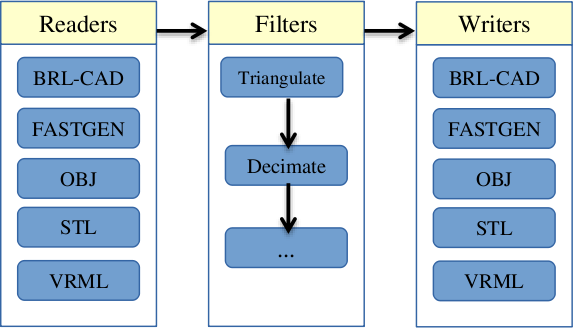 Readers
BRL-CAD
FASTGEN
OBJ
STL
VRML
Filters
Triangulate
Decimate
...
Writers
BRL-CAD
FASTGEN
OBJ
STL
VRML